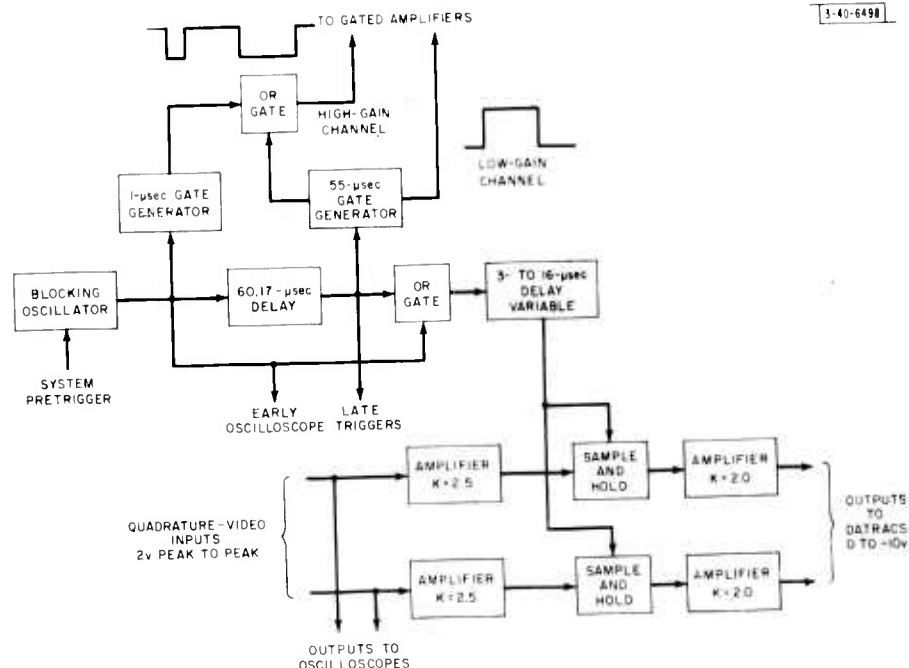 3-40-6498
TO GATED AMPLIFIERS
OR
GATE
HIGH-GAIN
CHANNEL
LOW-GAIN
CHANNEL
1-μsec GATE
GENERATOR
55-μsec
GATE
GENERATOR
BLOCKING
OSCILLATOR
60.17-μsec
DELAY
OR
GATE
3- TO 16-μsec
DELAY
VARIABLE
SYSTEM
PRETRIGGER
EARLY LATE
OSCILLOSCOPE TRIGGERS
QUADRATURE-VIDEO
INPUTS
2v PEAK TO PEAK
AMPLIFIER
K=2.5
SAMPLE
AND
HOLD
AMPLIFIER
K=2.0
OUTPUTS
TO
DATRACS
0 TO -10v
AMPLIFIER
K=2.5
SAMPLE
AND
HOLD
AMPLIFIER
K=2.0
OUTPUTS TO
OSCILLOSCOPES